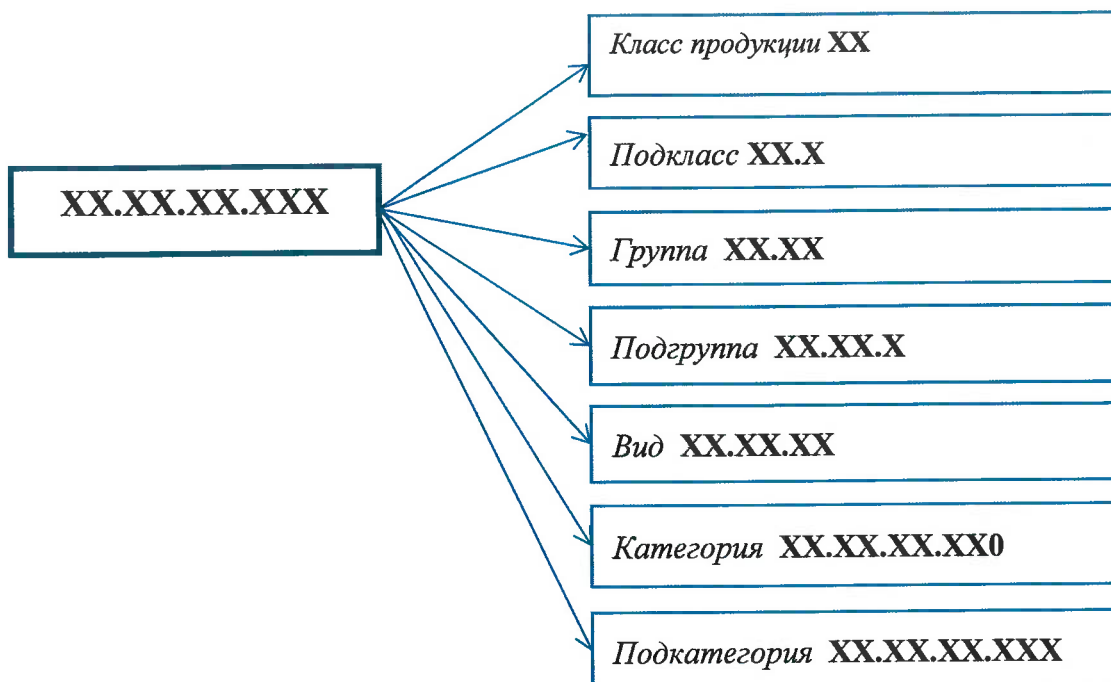 Класс продукции XX
Подкласс XX.X
XX.XX.XX.XXX
Группа XX.XX
Подгруппа XX.XX.X
Вид XX.XX.XX
Категория XX.XX.XX.XX0
Подкатегория XX.XX.XX.XXX